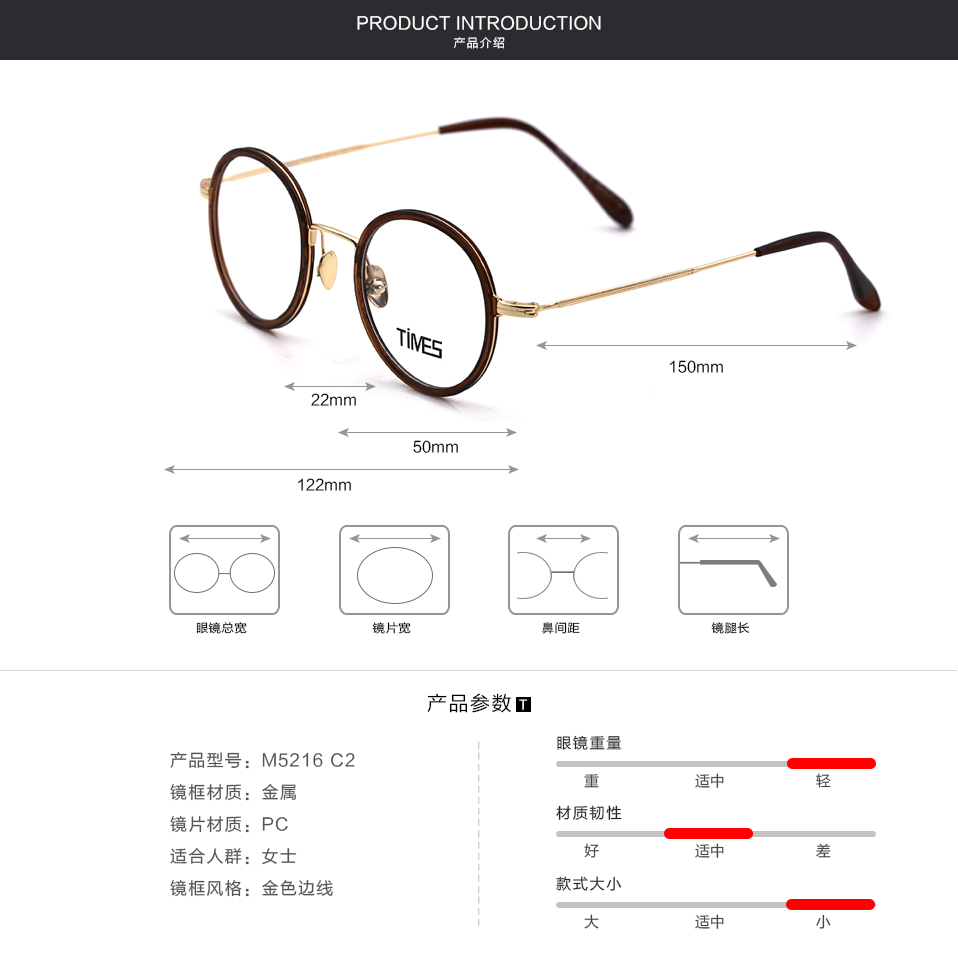 PRODUCT INTRODUCTION
产品介绍
TiMES
150mm
22mm
50mm
122mm
眼镜总宽
镜片宽
鼻间距
镜腿长
产品参数 T
产品型号：M5216 C2
镜框材质：金属
镜片材质：PC
适合人群：女士
镜框风格：金色边线
眼镜重量
重 适中 轻
材质韧性
好 适中 差
款式大小
大 适中 小